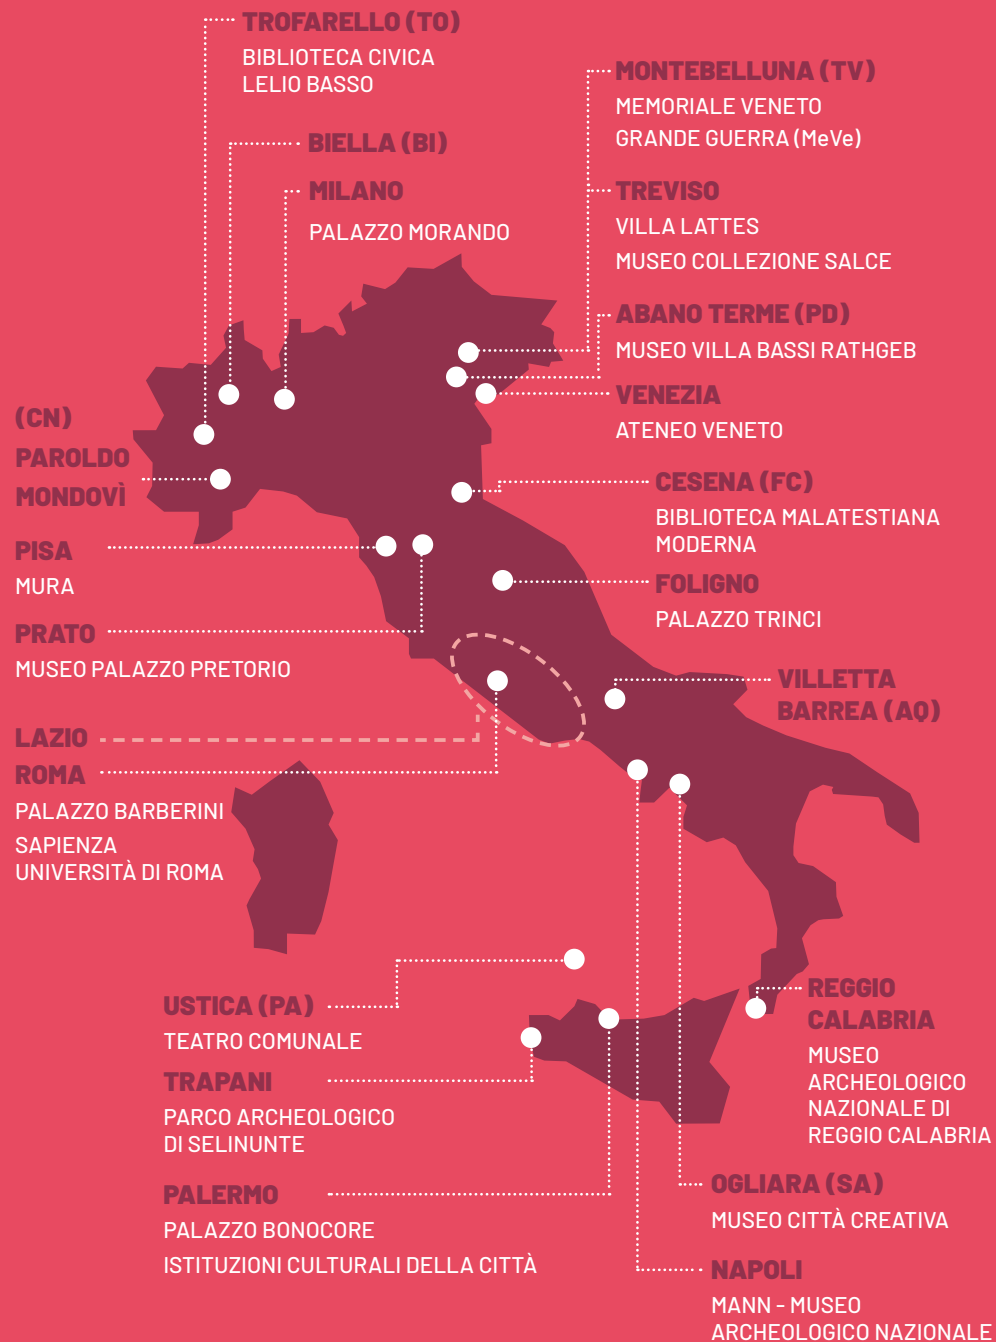 TROFARELLO (TO)
BIBLIOTECA CIVICA
LELIO BASSO
BIELLA (BI)
MILANO
PALAZZO MORANDO
MONTEBELLUNA (TV)
MEMORIALE VENETO
GRANDE GUERRA (MeVe)
TREVISO
VILLA LATTES
MUSEO COLLEZIONE SALCE
ABANO TERME (PD)
MUSEO VILLA BASSI RATHGEB
VENEZIA
ATENEO VENETO
(CN)
PAROLDO
MONDOVÌ
PISA
MURA
PRATO
MUSEO PALAZZO PRETORIO
LAZIO
ROMA
PALAZZO BARBERINI
SAPIENZA
UNIVERSITÀ DI ROMA
CESENA (FC)
BIBLIOTECA MALATESTIANA
MODERNA
FOLIGNO
PALAZZO TRINCI
VILLETTA
BARREA (AQ)
USTICA (PA)
TEATRO COMUNALE
TRAPANI
PARCO ARCHEOLOGICO
DI SELINUNTE
PALERMO
PALAZZO BONOCORE
ISTITUZIONI CULTURALI DELLA CITTÀ
REGGIO
CALABRIA
MUSEO
ARCHEOLOGICO
NAZIONALE DI
REGGIO CALABRIA
OGLIARA (SA)
MUSEO CITTÀ CREATIVA
NAPOLI
MANN - MUSEO
ARCHEOLOGICO NAZIONALE